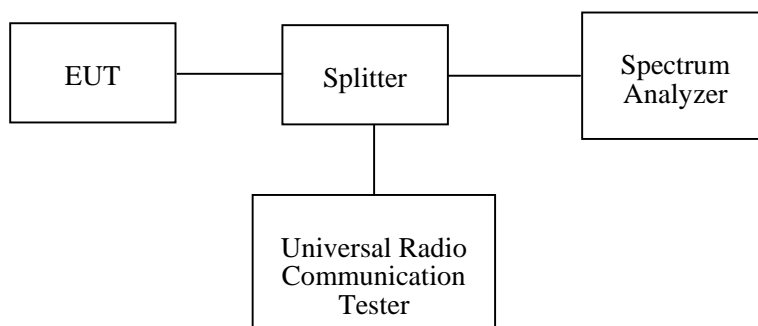 EUT
Splitter
Spectrum
Analyzer
Universal Radio
Communication
Tester